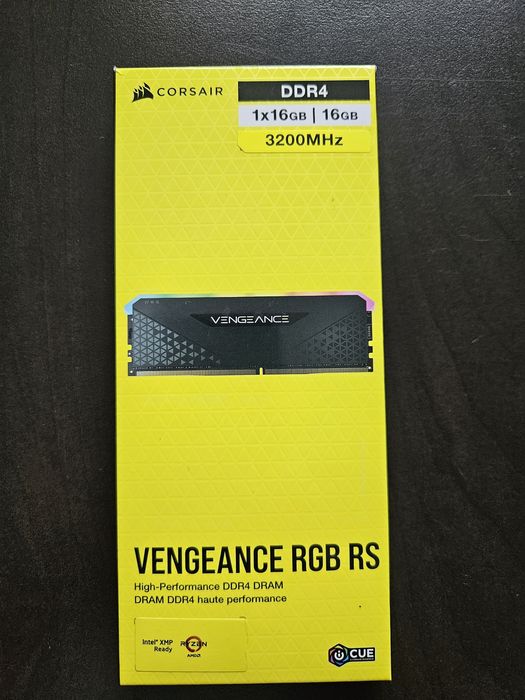 CORSAIR
DDR4
1x16GB | 16GB
3200MHz
VENGEANCE
VENGEANCE RGB RS
High-Performance DDR4 DRAM
DRAM DDR4 haute performance
Intel® XMP
Ready
RYZEN
AMD
CUE